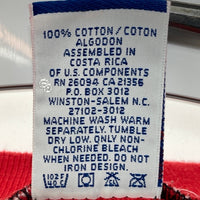 100% COTTON/COTON
ALGODON
ASSEMBLED IN
COSTA RICA
OF U.S. COMPONENTS
RN 26094 CA 21356
P.O. BOX 3012
WINSTON-SALEM N.C.
27102-3012
MACHINE WASH WARM
SEPARATELY. TUMBLE
DRY LOW. ONLY NON-
CHLORINE BLEACH
WHEN NEEDED. DO NOT
IRON DESIGN.